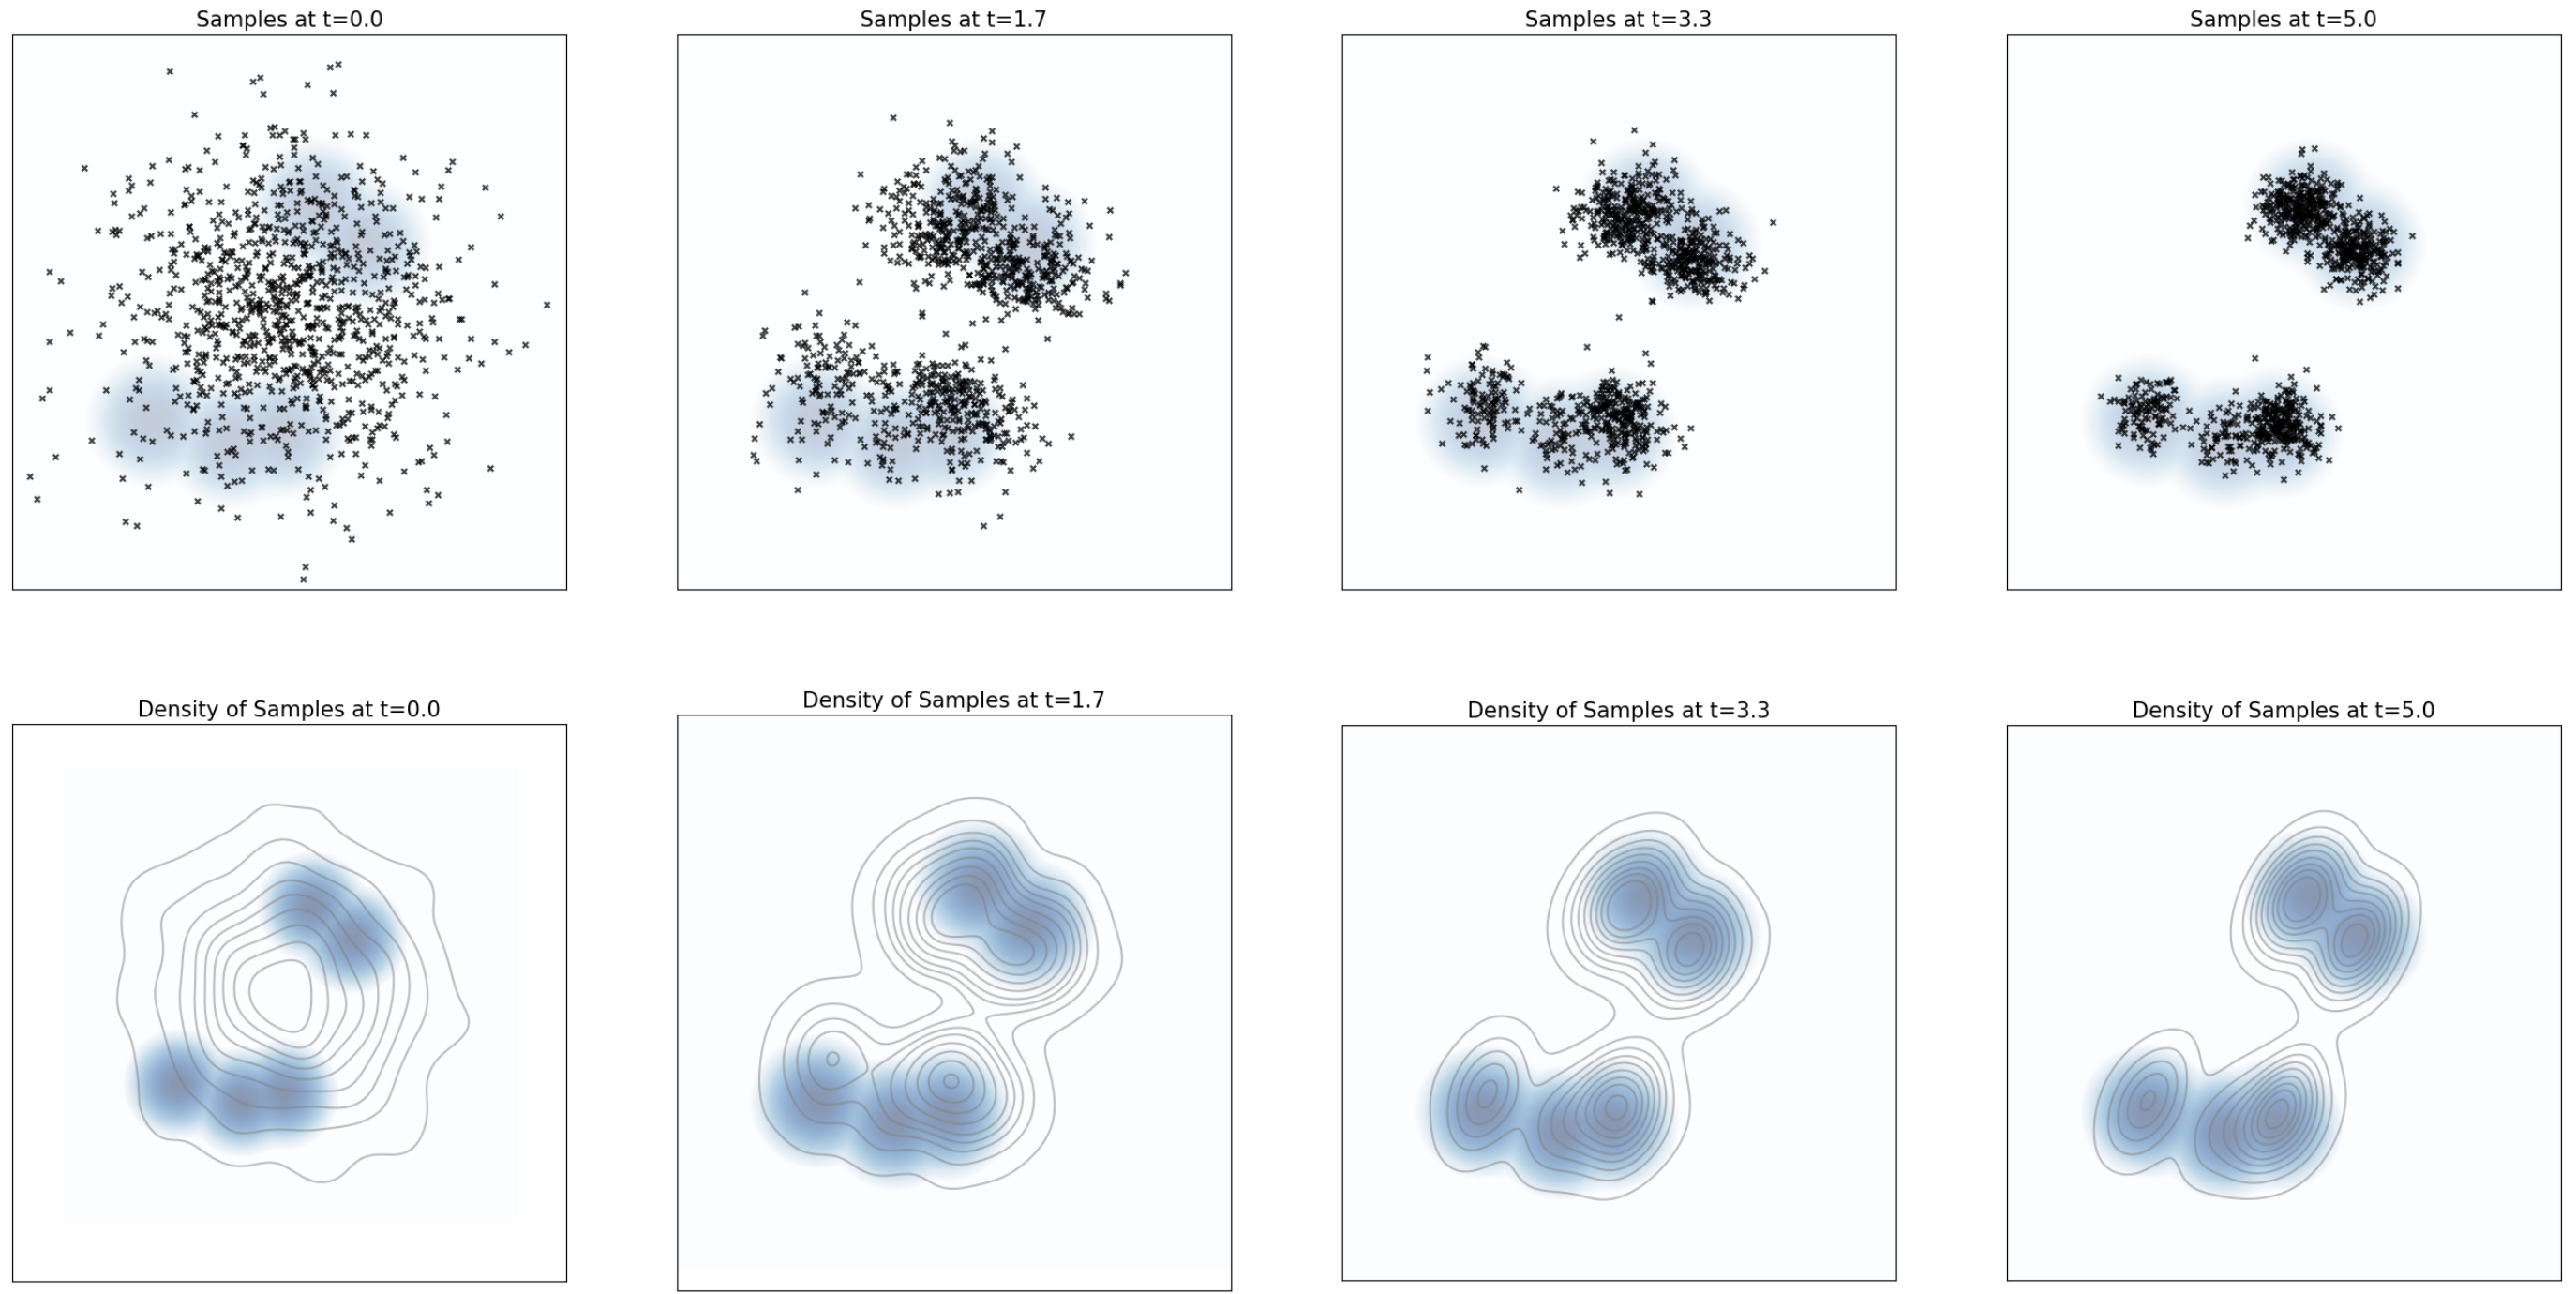 Samples at t=0.0
Samples at t=1.7
Samples at t=3.3
Samples at t=5.0
Density of Samples at t=0.0
Density of Samples at t=1.7
Density of Samples at t=3.3
Density of Samples at t=5.0